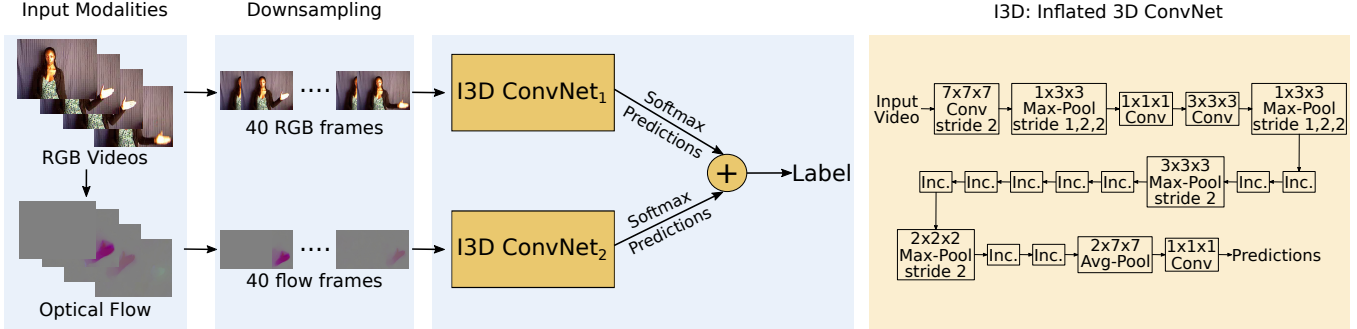 Input Modalities
Downsampling
I3D: Inflated 3D ConvNet
RGB Videos
Optical Flow
....
40 RGB frames
....
40 flow frames
I3D ConvNet1
I3D ConvNet2
Softmax
Predictions
Softmax
Predictions
+
Label
Input
Video
7x7x7
Conv
stride 2
1x3x3
Max-Pool
stride 1,2,2
1x1x1
Conv
3x3x3
Conv
1x3x3
Max-Pool
stride 1,2,2
Inc.
Inc.
3x3x3
Max-Pool
stride 2
Inc.
Inc.
Inc.
Inc.
Inc.
2x2x2
Max-Pool
stride 2
Inc.
Inc.
2x7x7
Avg-Pool
1x1x1
Conv
Predictions